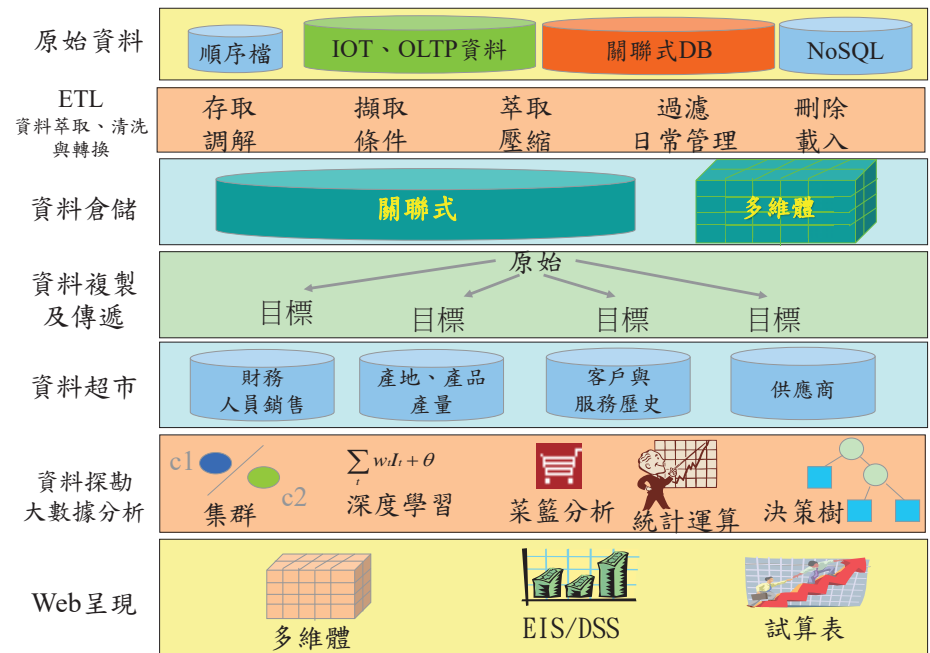 原始資料
順序檔
IOT、OLTP資料
關聯式DB
NoSQL
ETL
資料萃取、清洗
與轉換
存取
調解
擷取
條件
萃取
壓縮
過濾
日常管理
刪除
載入
資料倉儲
關聯式
多維體
資料複製
及傳遞
原始
目標
目標
目標
目標
資料超市
財務
人員銷售
產地、產品
產量
客戶與
服務歷史
供應商
資料探勘
大數據分析
c1
c2
集群
∑ wₜIₜ + θ
t
深度學習
菜籃分析
統計運算
決策樹
Web呈現
多維體
EIS/DSS
試算表